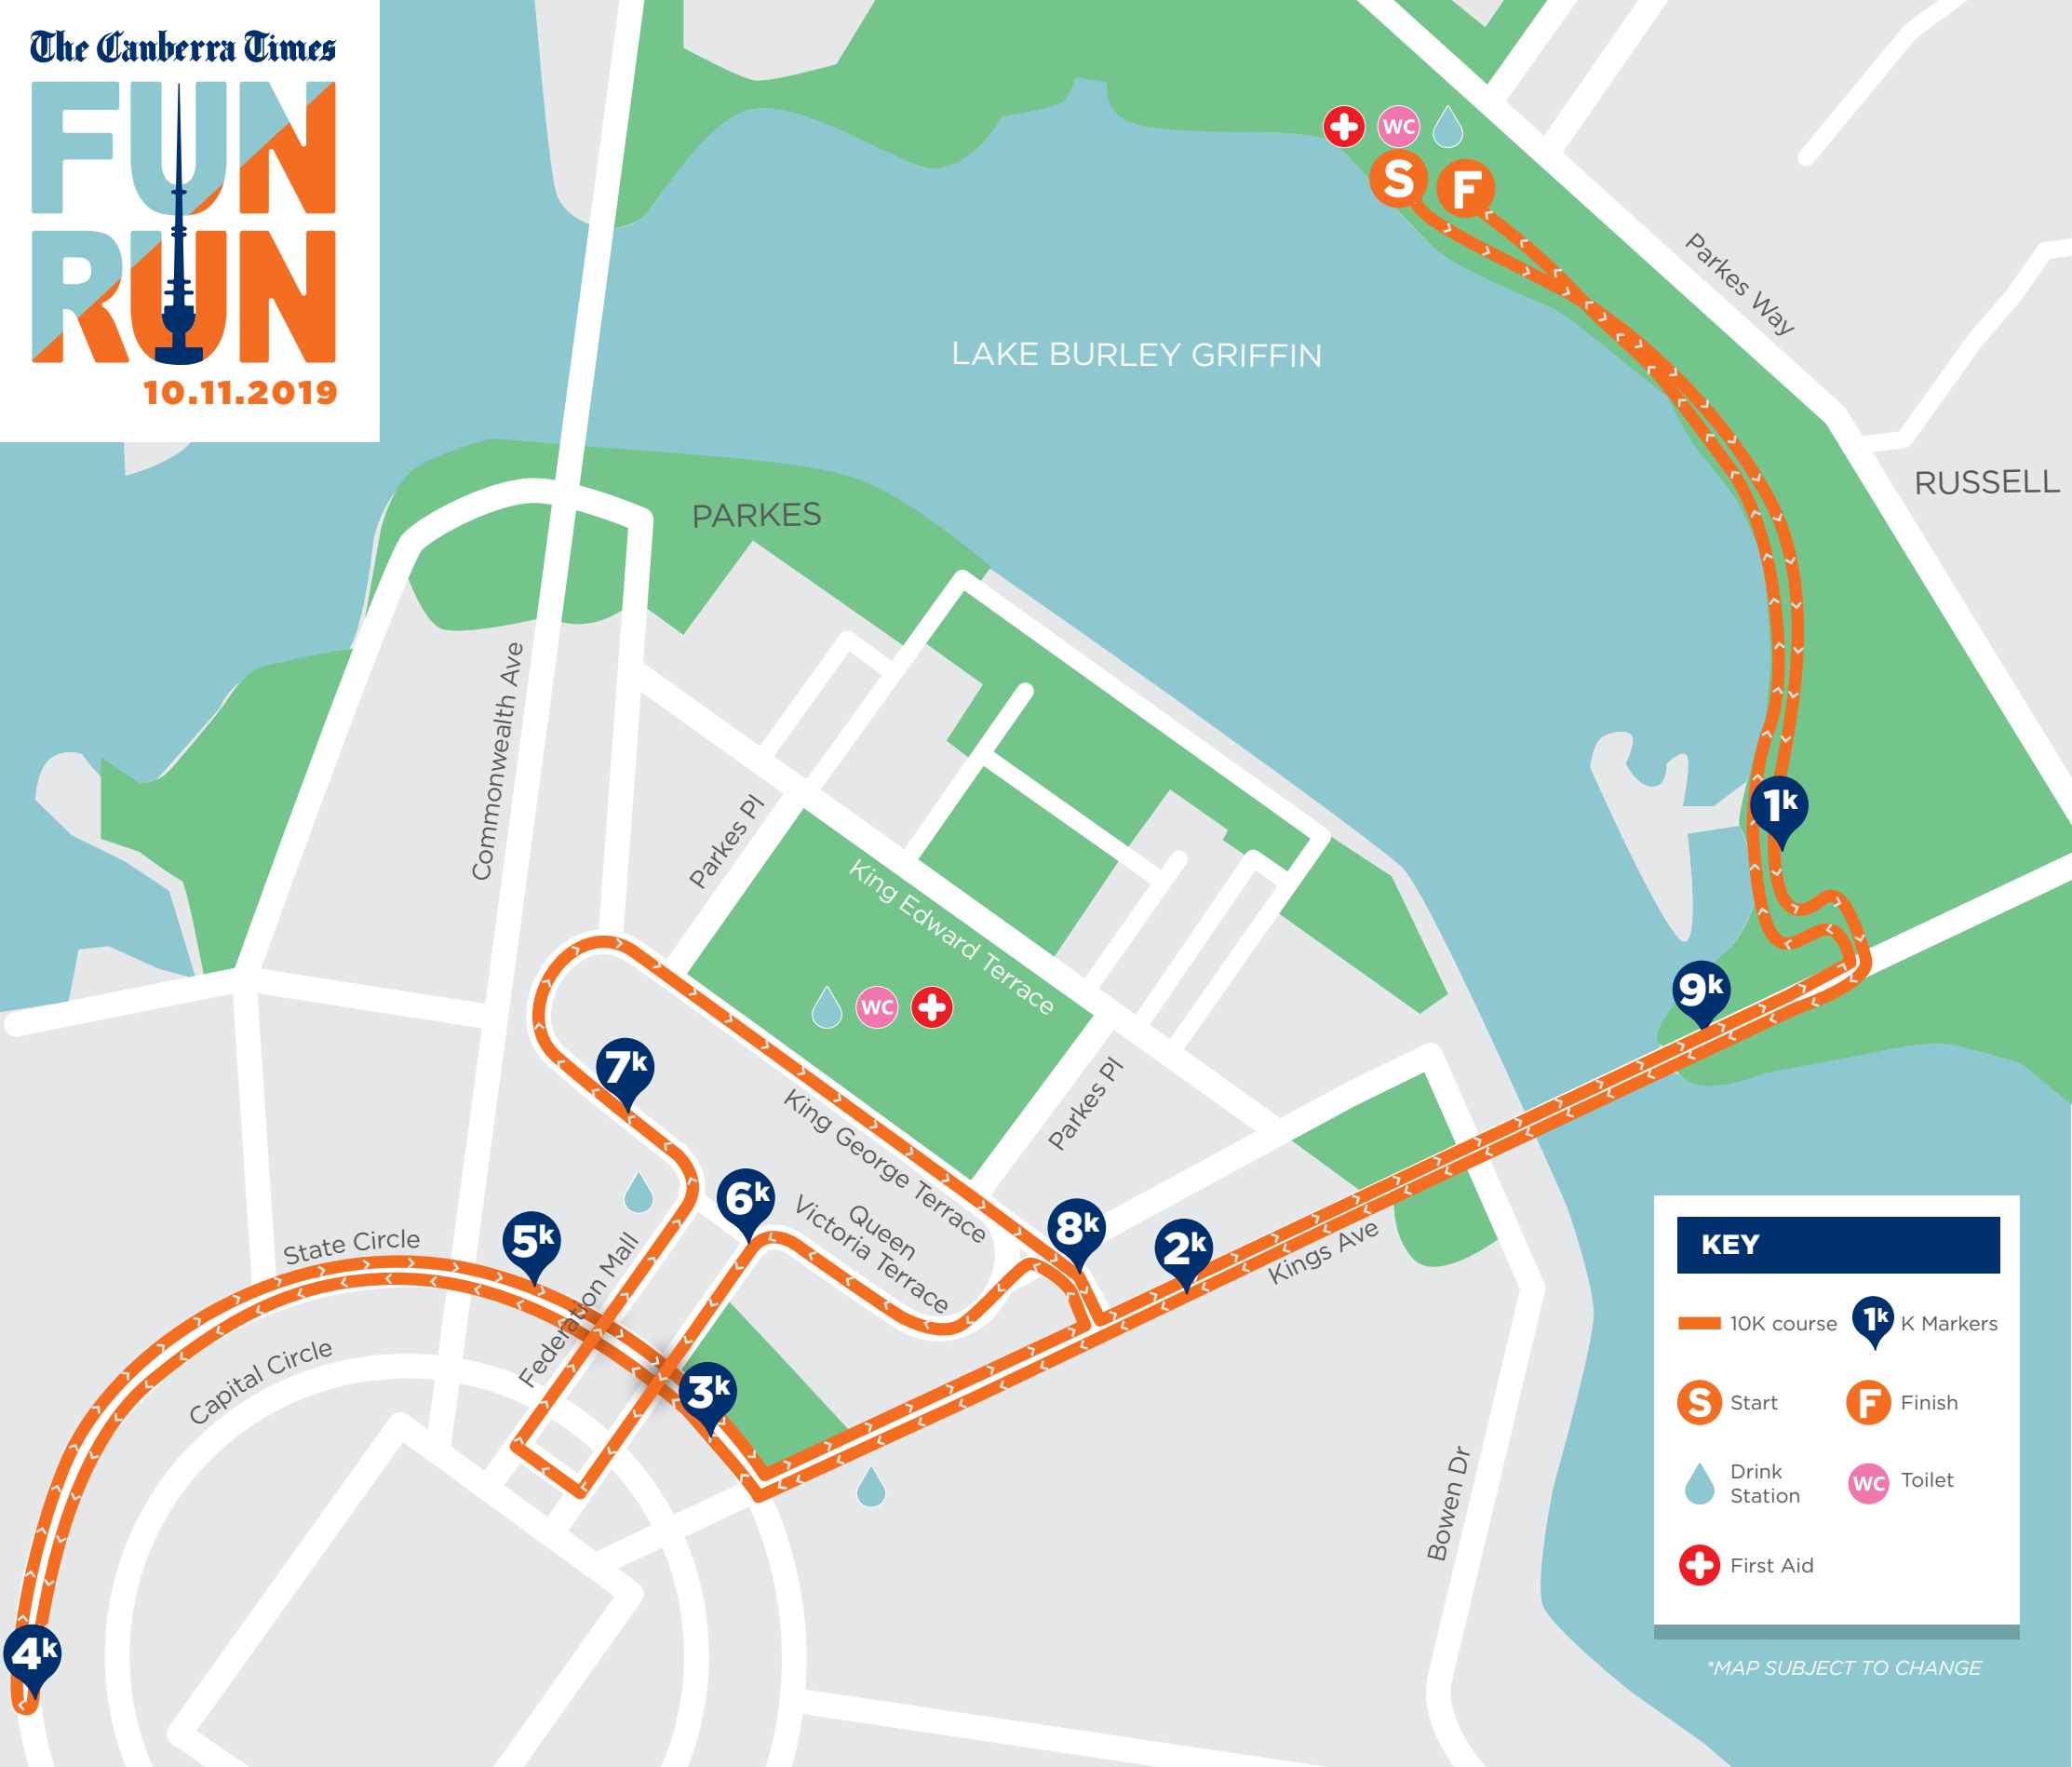 The Canberra Times
FUN
RUN
10.11.2019
WC
S
F
Parkes Way
LAKE BURLEY GRIFFIN
RUSSELL
PARKES
Commonwealth Ave
1k
Parkes Pl
King Edward Terrace
9k
WC
7k
King George Terrace
Parkes Pl
6k
Queen
Victoria Terrace
8k
2k
Kings Ave
5k
State Circle
Federation Mall
Capital Circle
3k
Bowen Dr
4k
KEY
10K course
1k
K Markers
S
Start
F
Finish
Drink
Station
WC
Toilet
First Aid
*MAP SUBJECT TO CHANGE